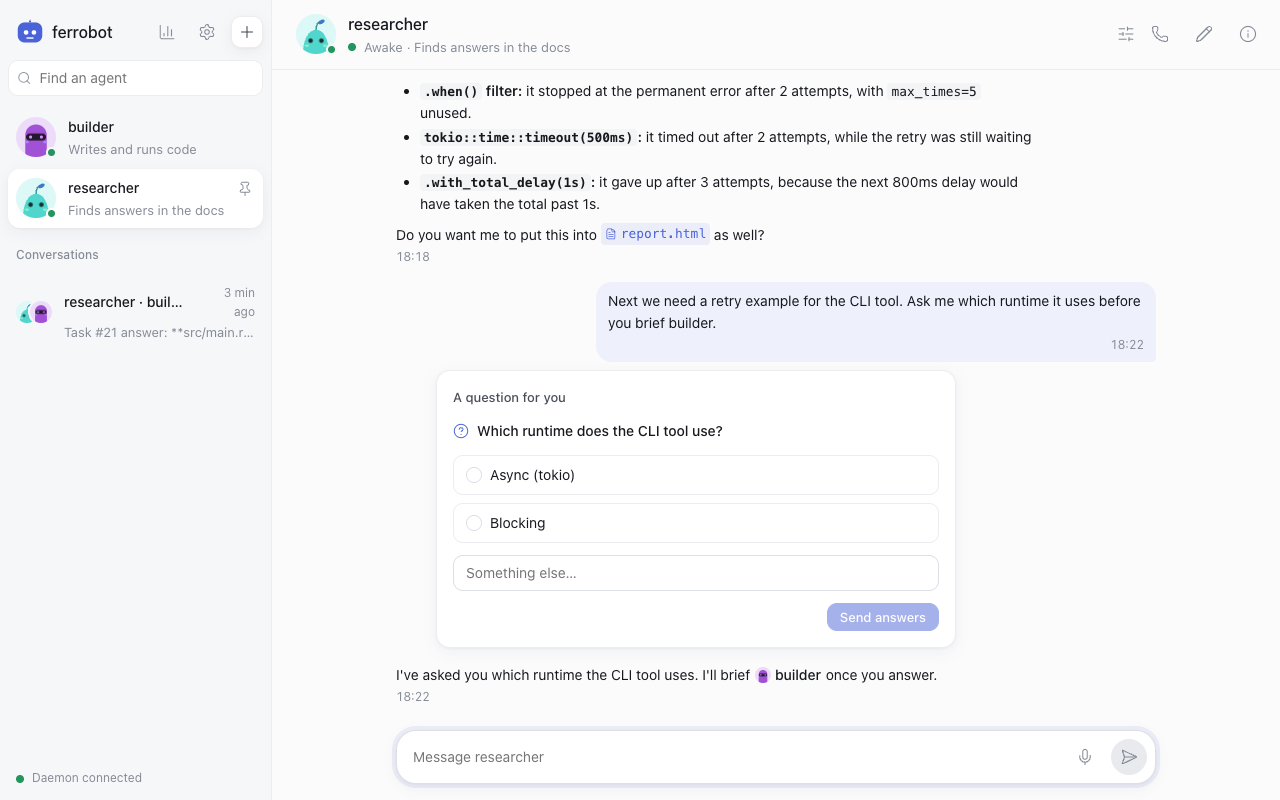 ferrobot
Find an agent
builder
Writes and runs code
researcher
Finds answers in the docs
Conversations
researcher · buil...
3 min
ago
Task #21 answer: **src/main.r...
Daemon connected
researcher
Awake · Finds answers in the docs
.when() filter: it stopped at the permanent error after 2 attempts, with max_times=5
unused.
tokio::time::timeout(500ms) : it timed out after 2 attempts, while the retry was still waiting
to try again.
.with_total_delay(1s) : it gave up after 3 attempts, because the next 800ms delay would
have taken the total past 1s.
Do you want me to put this into report.html as well?
18:18
Next we need a retry example for the CLI tool. Ask me which runtime it uses before
you brief builder.
18:22
A question for you
Which runtime does the CLI tool use?
Async (tokio)
Blocking
Something else...
Send answers
I've asked you which runtime the CLI tool uses. I'll brief builder once you answer.
18:22
Message researcher